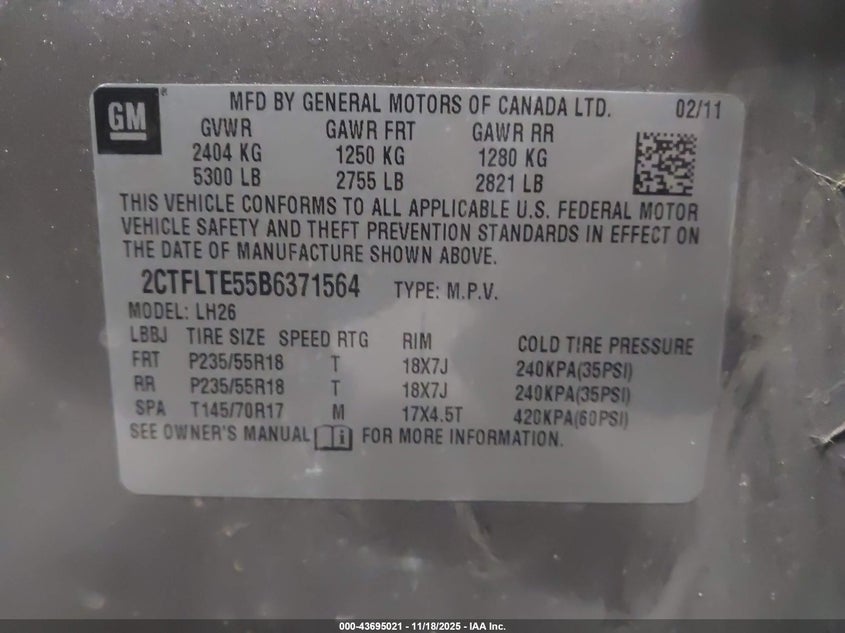 GM ®
MFD BY GENERAL MOTORS OF CANADA LTD. 02/11
GVWR GAWR FRT GAWR RR
2404 KG 1250 KG 1280 KG
5300 LB 2755 LB 2821 LB
THIS VEHICLE CONFORMS TO ALL APPLICABLE U.S. FEDERAL MOTOR
VEHICLE SAFETY AND THEFT PREVENTION STANDARDS IN EFFECT ON
THE DATE OF MANUFACTURE SHOWN ABOVE.
2CTFLTE55B6371564 TYPE: M.P.V.
MODEL: LH26
LBBJ TIRE SIZE SPEED RTG RIM COLD TIRE PRESSURE
FRT P235/55R18 T 18X7J 240KPA(35PSI)
RR P235/55R18 T 18X7J 240KPA(35PSI)
SPA T145/70R17 M 17X4.5T 420KPA(60PSI)
SEE OWNER'S MANUAL i FOR MORE INFORMATION.
000-43695021 - 11/18/2025 - IAA Inc.